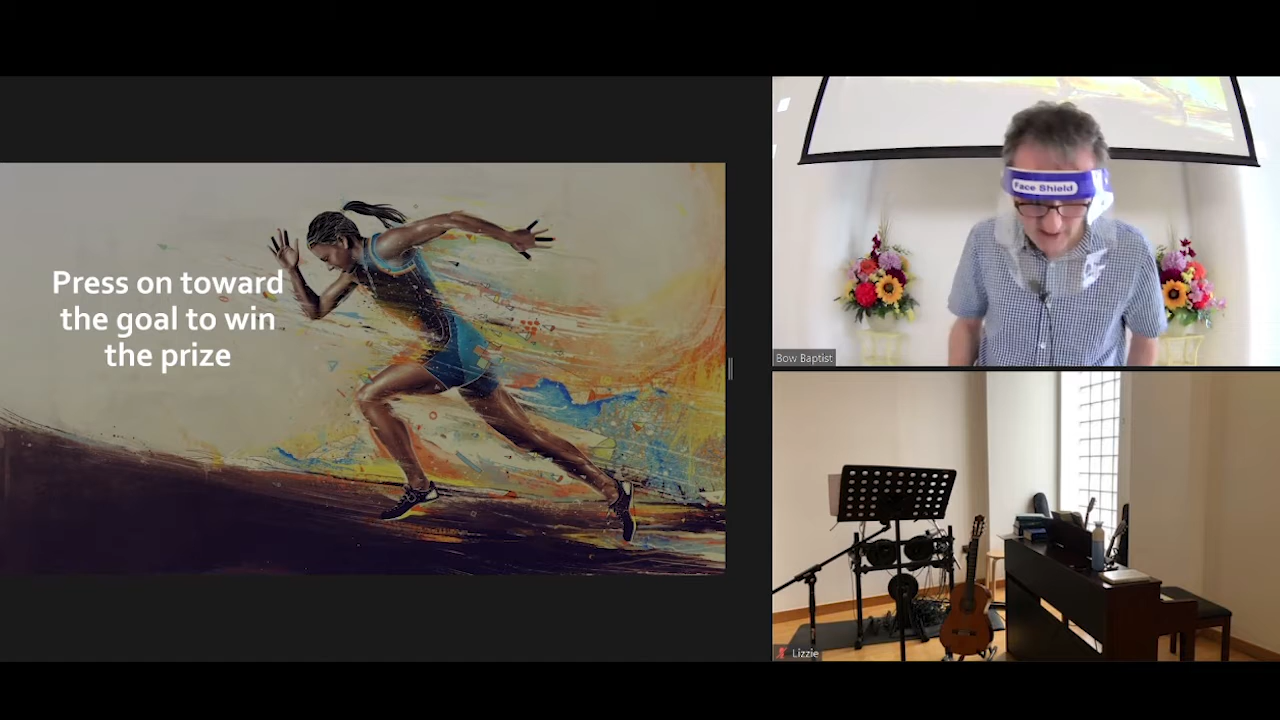 Press on toward
the goal to win
the prize
Face Shield
Bow Baptist
Lizzie